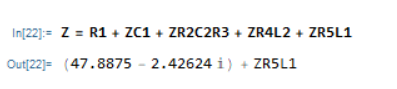 In[22]:= Z = R1 + ZC1 + ZR2C2R3 + ZR4L2 + ZR5L1
Out[22]= (47.8875 - 2.42624 i) + ZR5L1